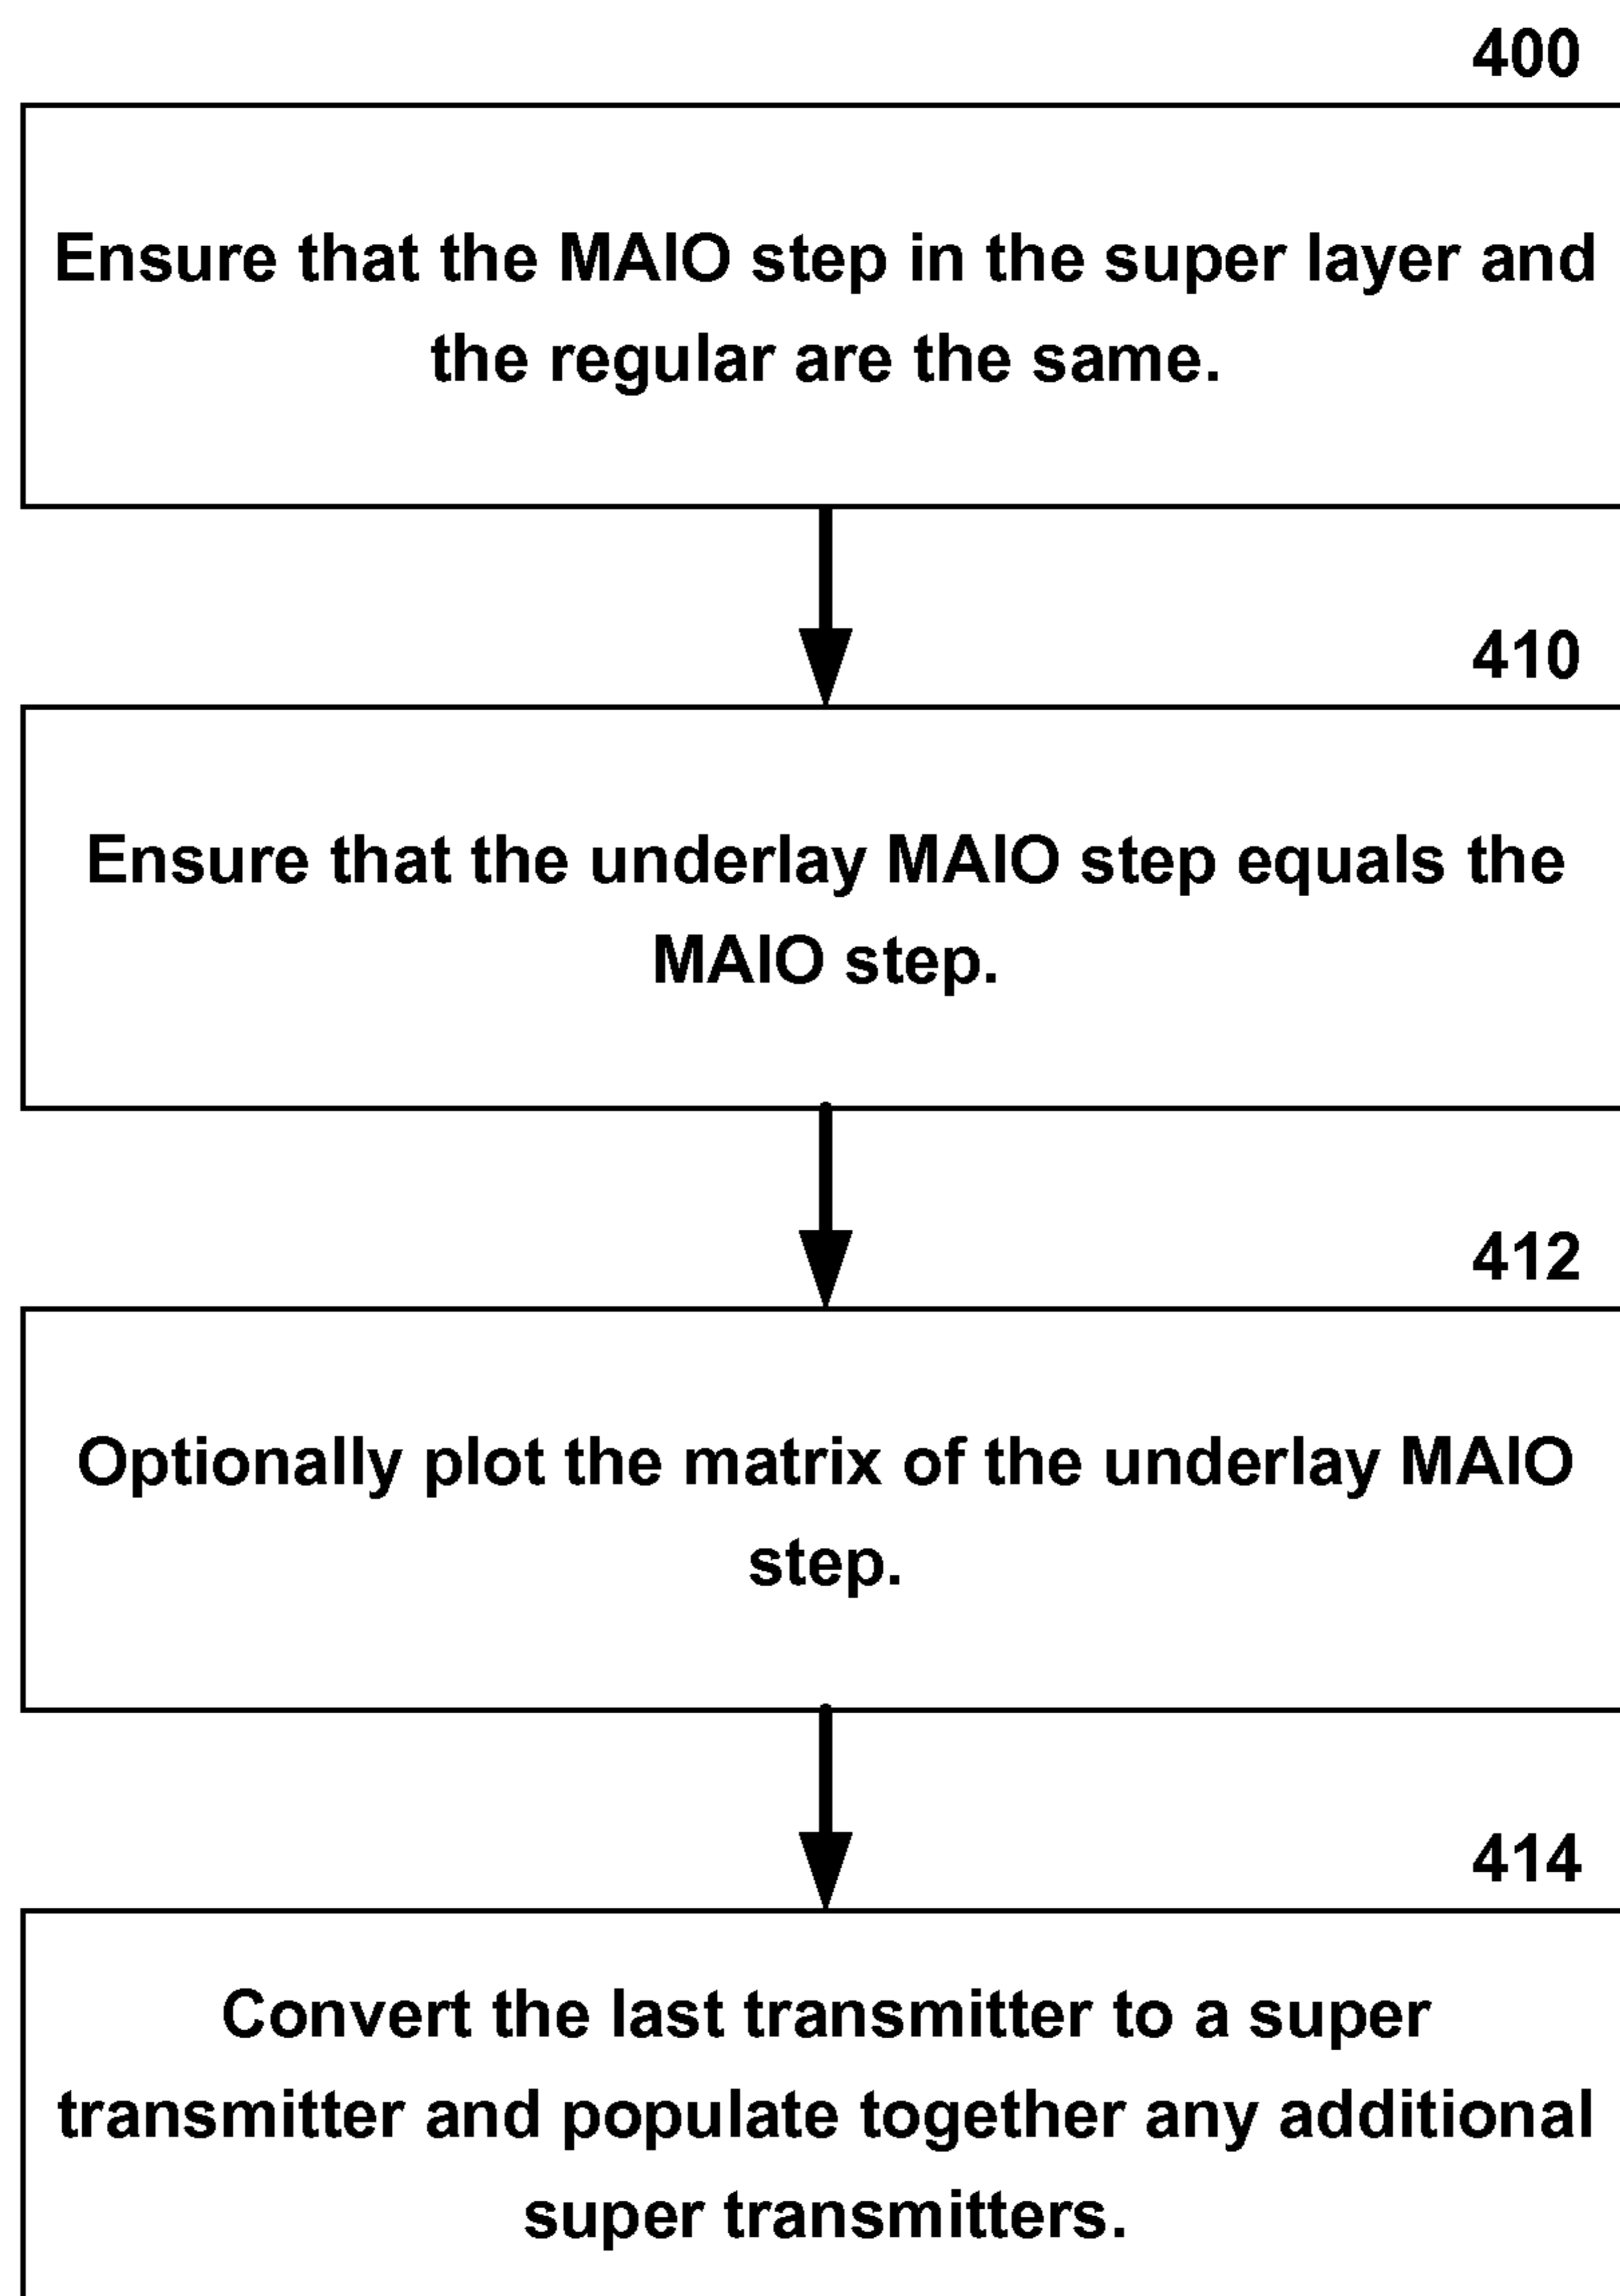 400
Ensure that the MAIO step in the super layer and
the regular are the same.
410
Ensure that the underlay MAIO step equals the
MAIO step.
412
Optionally plot the matrix of the underlay MAIO
step.
414
Convert the last transmitter to a super
transmitter and populate together any additional
super transmitters.